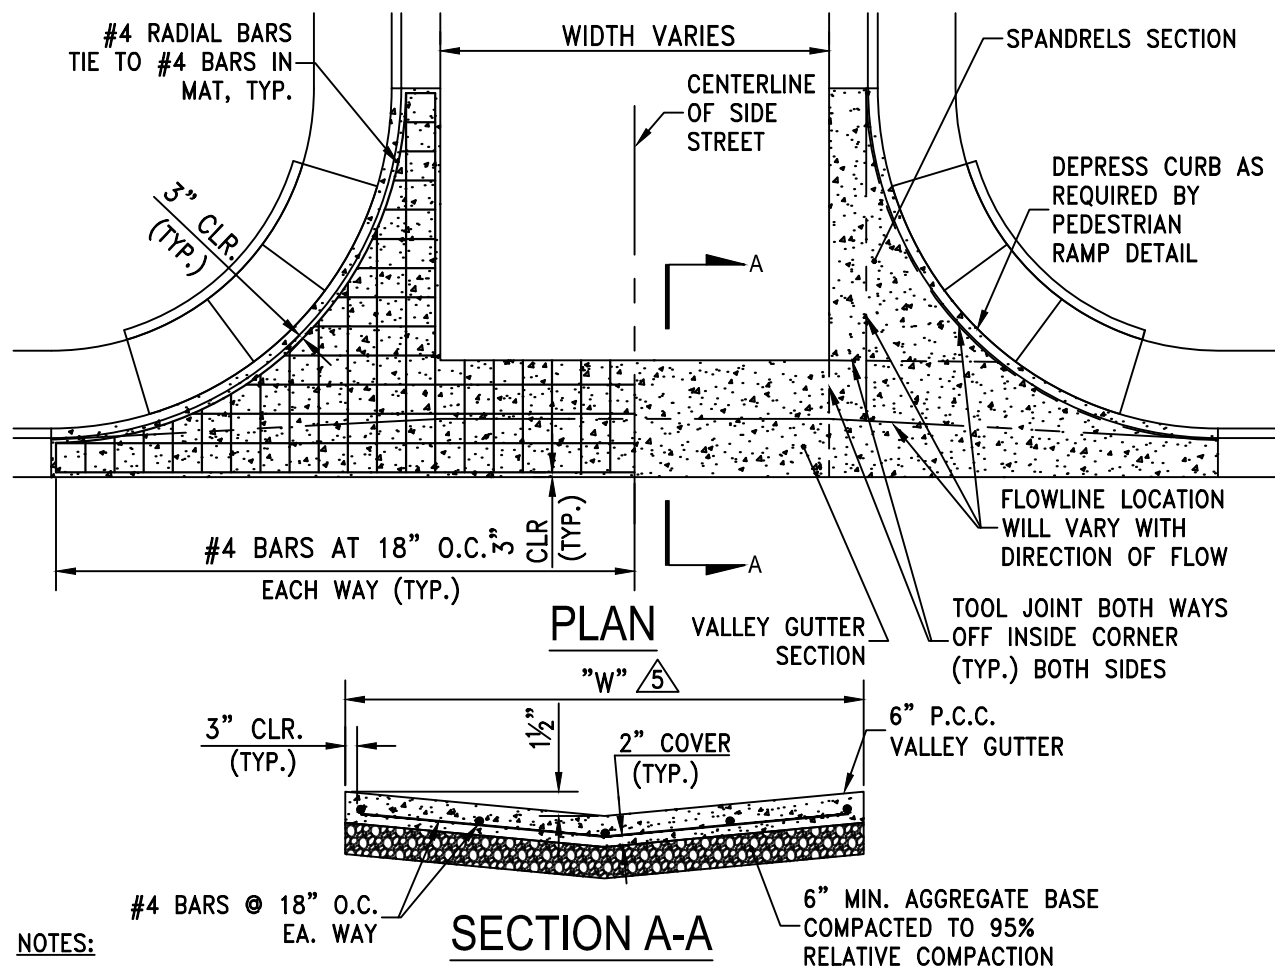 #4 RADIAL BARS
TIE TO #4 BARS IN
MAT, TYP.
WIDTH VARIES
SPANDRELS SECTION
CENTERLINE
OF SIDE
STREET
DEPRESS CURB AS
REQUIRED BY
PEDESTRIAN
RAMP DETAIL
3" CLR.
(TYP.)
A
#4 BARS AT 18" O.C.
EACH WAY (TYP.)
3"
CLR
(TYP.)
A
FLOWLINE LOCATION
WILL VARY WITH
DIRECTION OF FLOW
PLAN
VALLEY GUTTER
SECTION
TOOL JOINT BOTH WAYS
OFF INSIDE CORNER
(TYP.) BOTH SIDES
"W" 5
3" CLR.
(TYP.)
1½"
2" COVER
(TYP.)
6" P.C.C.
VALLEY GUTTER
#4 BARS @ 18" O.C.
EA. WAY
SECTION A-A
6" MIN. AGGREGATE BASE
COMPACTED TO 95%
RELATIVE COMPACTION
NOTES: